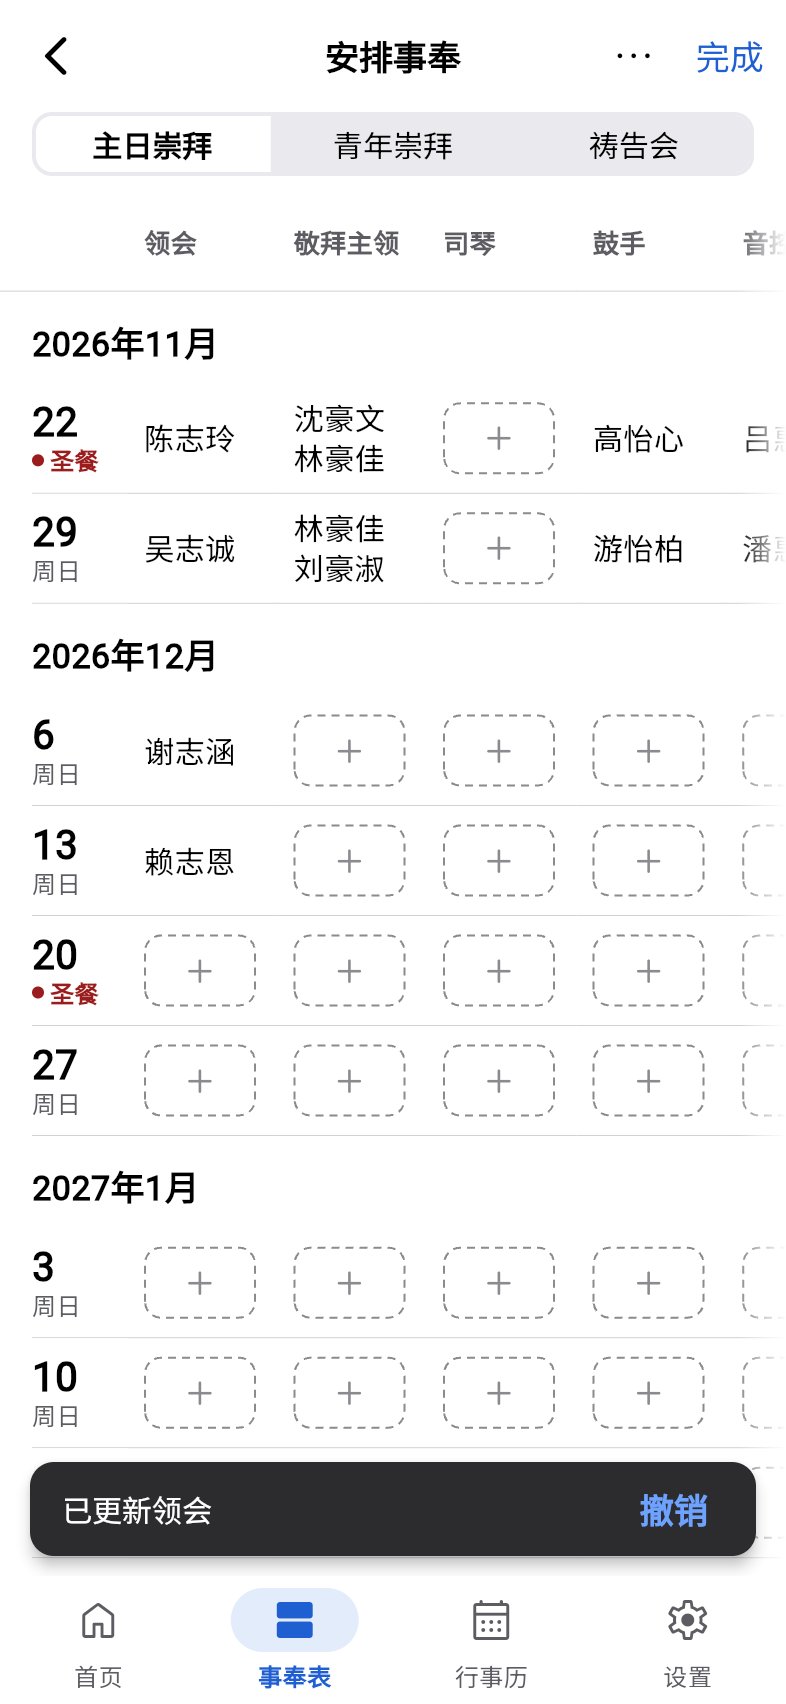 安排事奉
完成
主日崇拜 青年崇拜 祷告会
领会 敬拜主领 司琴 鼓手 音
2026年11月
22 圣餐 陈志玲 沈豪文 林豪佳 高怡心 吕
29 周日 吴志诚 林豪佳 刘豪淑 游怡柏 潘
2026年12月
6 周日 谢志涵
13 周日 赖志恩
20 圣餐
27 周日
2027年1月
3 周日
10 周日
已更新领会 撤销
首页 事奉表 行事历 设置